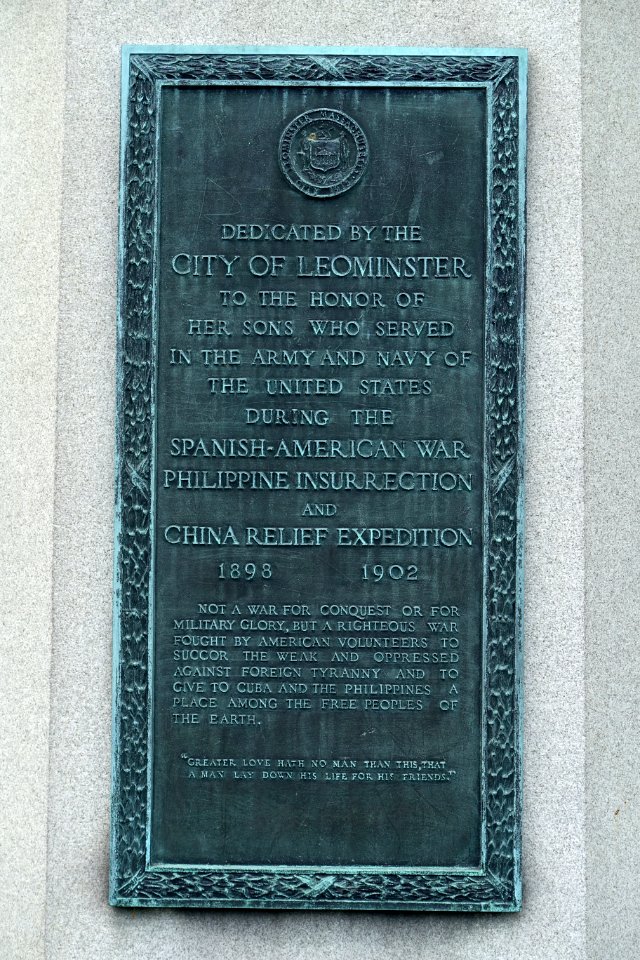 LEOMINSTER MASSACHUSETTS
DEDICATED BY THE
CITY OF LEOMINSTER
TO THE HONOR OF
HER SONS WHO SERVED
IN THE ARMY AND NAVY OF
THE UNITED STATES
DURING THE
SPANISH-AMERICAN WAR
PHILIPPINE INSURRECTION
AND
CHINA RELIEF EXPEDITION
1898 1902
NOT A WAR FOR CONQUEST OR FOR
MILITARY GLORY, BUT A RIGHTEOUS WAR
FOUGHT BY AMERICAN VOLUNTEERS TO
SUCCOR THE WEAK AND OPPRESSED
AGAINST FOREIGN TYRANNY AND TO
GIVE TO CUBA AND THE PHILIPPINES A
PLACE AMONG THE FREE PEOPLES OF
THE EARTH.
"GREATER LOVE HATH NO MAN THAN THIS, THAT
A MAN LAY DOWN HIS LIFE FOR HIS FRIENDS."